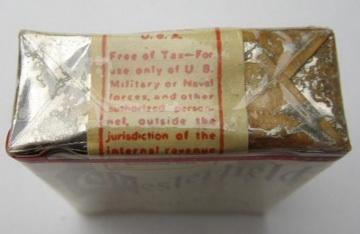 U.S.A.
Free of Tax—For
use only of U. S.
Military or Naval
forces, and other
authorized person-
nel, outside the
jurisdiction of the
internal revenue
Chesterfield